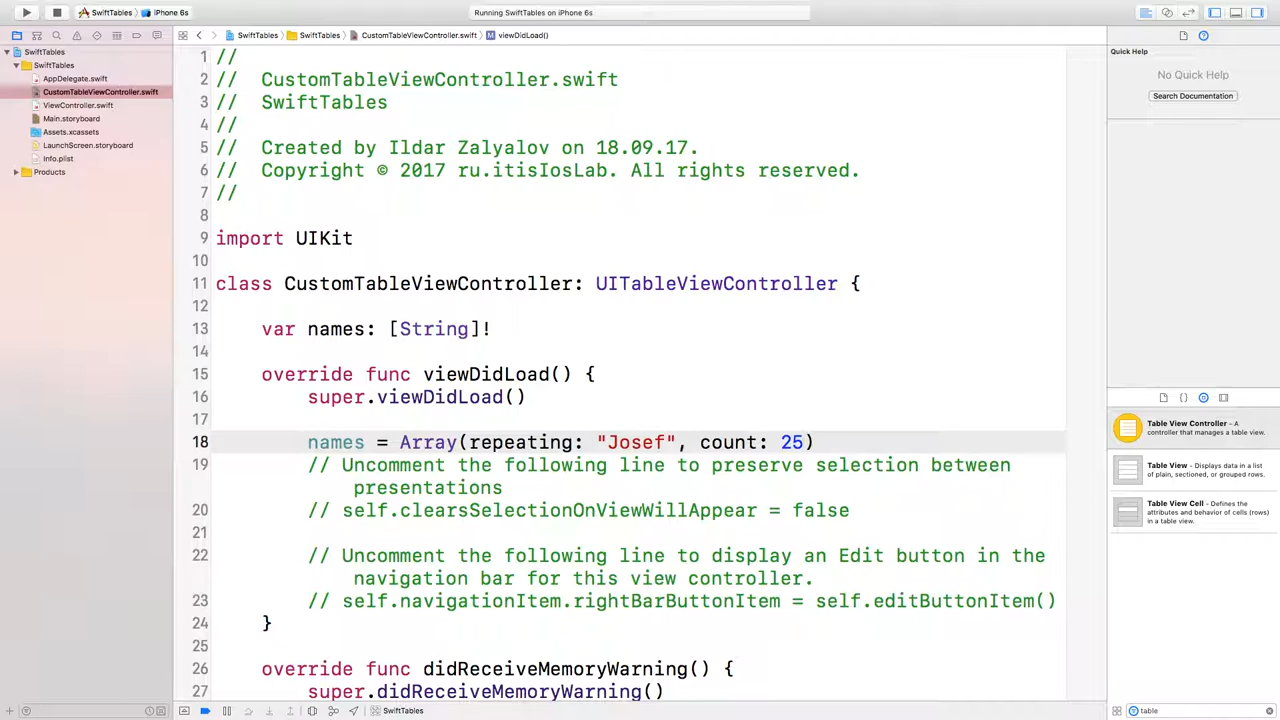 SwiftTables
iPhone 6s
Running SwiftTables on iPhone 6s
SwiftTables
SwiftTables
CustomTableViewController.swift
viewDidLoad()
SwiftTables
SwiftTables
AppDelegate.swift
CustomTableViewController.swift
ViewController.swift
Main.storyboard
Assets.xcassets
LaunchScreen.storyboard
Info.plist
Products
1 //
2 // CustomTableViewController.swift
3 // SwiftTables
4 //
5 // Created by Ildar Zalyalov on 18.09.17.
6 // Copyright © 2017 ru.itisIosLab. All rights reserved.
7 //
8
9 import UIKit
10
11 class CustomTableViewController: UITableViewController {
12
13 var names: [String]!
14
15 override func viewDidLoad() {
16 super.viewDidLoad()
17
18 names = Array(repeating: "Josef", count: 25)
19 // Uncomment the following line to preserve selection between
presentations
20 // self.clearsSelectionOnViewWillAppear = false
21
22 // Uncomment the following line to display an Edit button in the
navigation bar for this view controller.
23 // self.navigationItem.rightBarButtonItem = self.editButtonItem()
24 }
25
26 override func didReceiveMemoryWarning() {
27 super.didReceiveMemoryWarning()
SwiftTables
Quick Help
No Quick Help
Search Documentation
Table View Controller - A
controller that manages a table view.
Table View - Displays data in a list
of plain, sectioned, or grouped rows.
Table View Cell - Defines the
attributes and behavior of cells (rows)
in a table view.
table